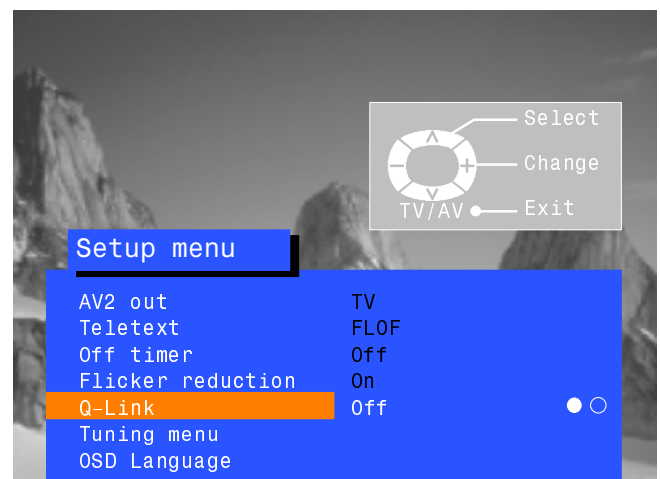 Select
Change
TV/AV Exit
Setup menu
AV2 out TV
Teletext FLOF
Off timer Off
Flicker reduction On
Q-Link Off
Tuning menu
OSD Language